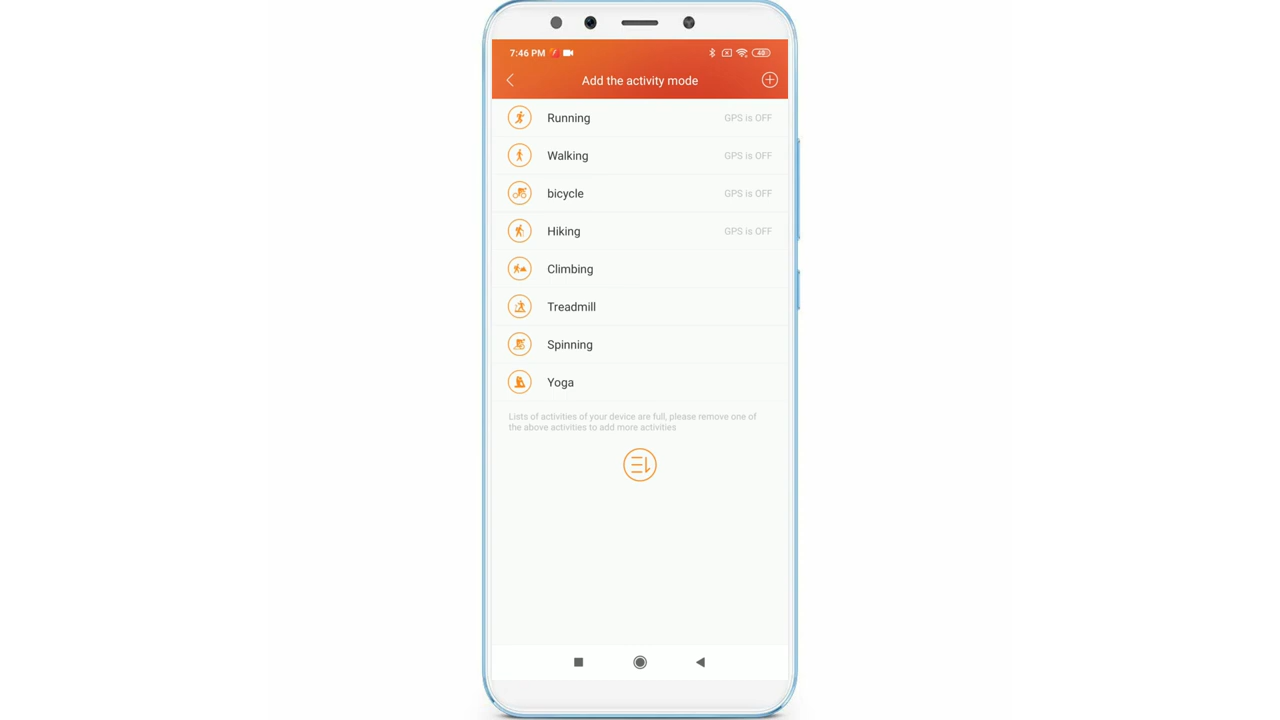 7:46 PM
48
Add the activity mode
Running
GPS is OFF
Walking
GPS is OFF
bicycle
GPS is OFF
Hiking
GPS is OFF
Climbing
Treadmill
Spinning
Yoga
Lists of activities of your device are full, please remove one of
the above activities to add more activities